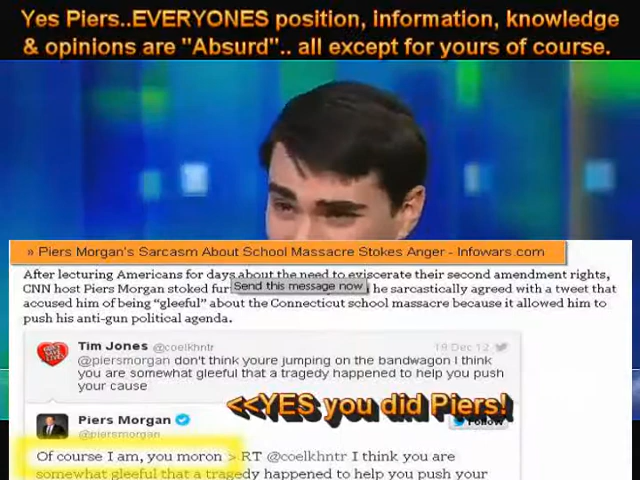 Yes Piers..EVERYONES position, information, knowledge
& opinions are "Absurd".. all except for yours of course.
» Piers Morgan's Sarcasm About School Massacre Stokes Anger - Infowars.com
After lecturing Americans for days about the need to eviscerate their second amendment rights,
CNN host Piers Morgan stoked fur he sarcastically agreed with a tweet that
Send this message now
accused him of being "gleeful" about the Connecticut school massacre because it allowed him to
push his anti-gun political agenda.
Tim Jones @coelkhntr 19 Dec 12
@piersmorgan don't think youre jumping on the bandwagon I think
you are somewhat gleeful that a tragedy happened to help you push
your cause
<<YES you did Piers!
Piers Morgan
@piersmorgan
Follow
Of course I am, you moron > RT @coelkhntr I think you are
somewhat gleeful that a tragedy happened to help you push your